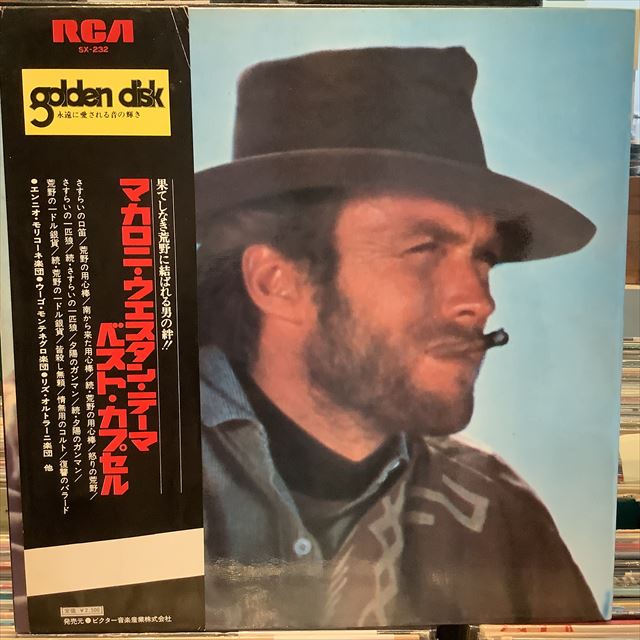 RCA
SX-232
golden disk
永遠に愛される音の輝き
果てしなき荒野に結ばれる男の絆!!
マカロニ・ウエスタン・テーマ
ベスト・カプセル
さすらいの口笛/荒野の用心棒/南から来た用心棒/続・荒野の用心棒/怒りの荒野/
さすらいの一匹狼/続・さすらいの一匹狼/夕陽のガンマン/続・夕陽のガンマン/
荒野の一ドル銀貨/続・荒野の一ドル銀貨/皆殺し無頼/情無用のコルト/復讐のバラード
●エンニオ・モリコーネ楽団●ウーゴ・モンテネグロ楽団●リズ・オルトラーニ楽団 他
定価 ¥2,300
発売元●ビクター音楽産業株式会社